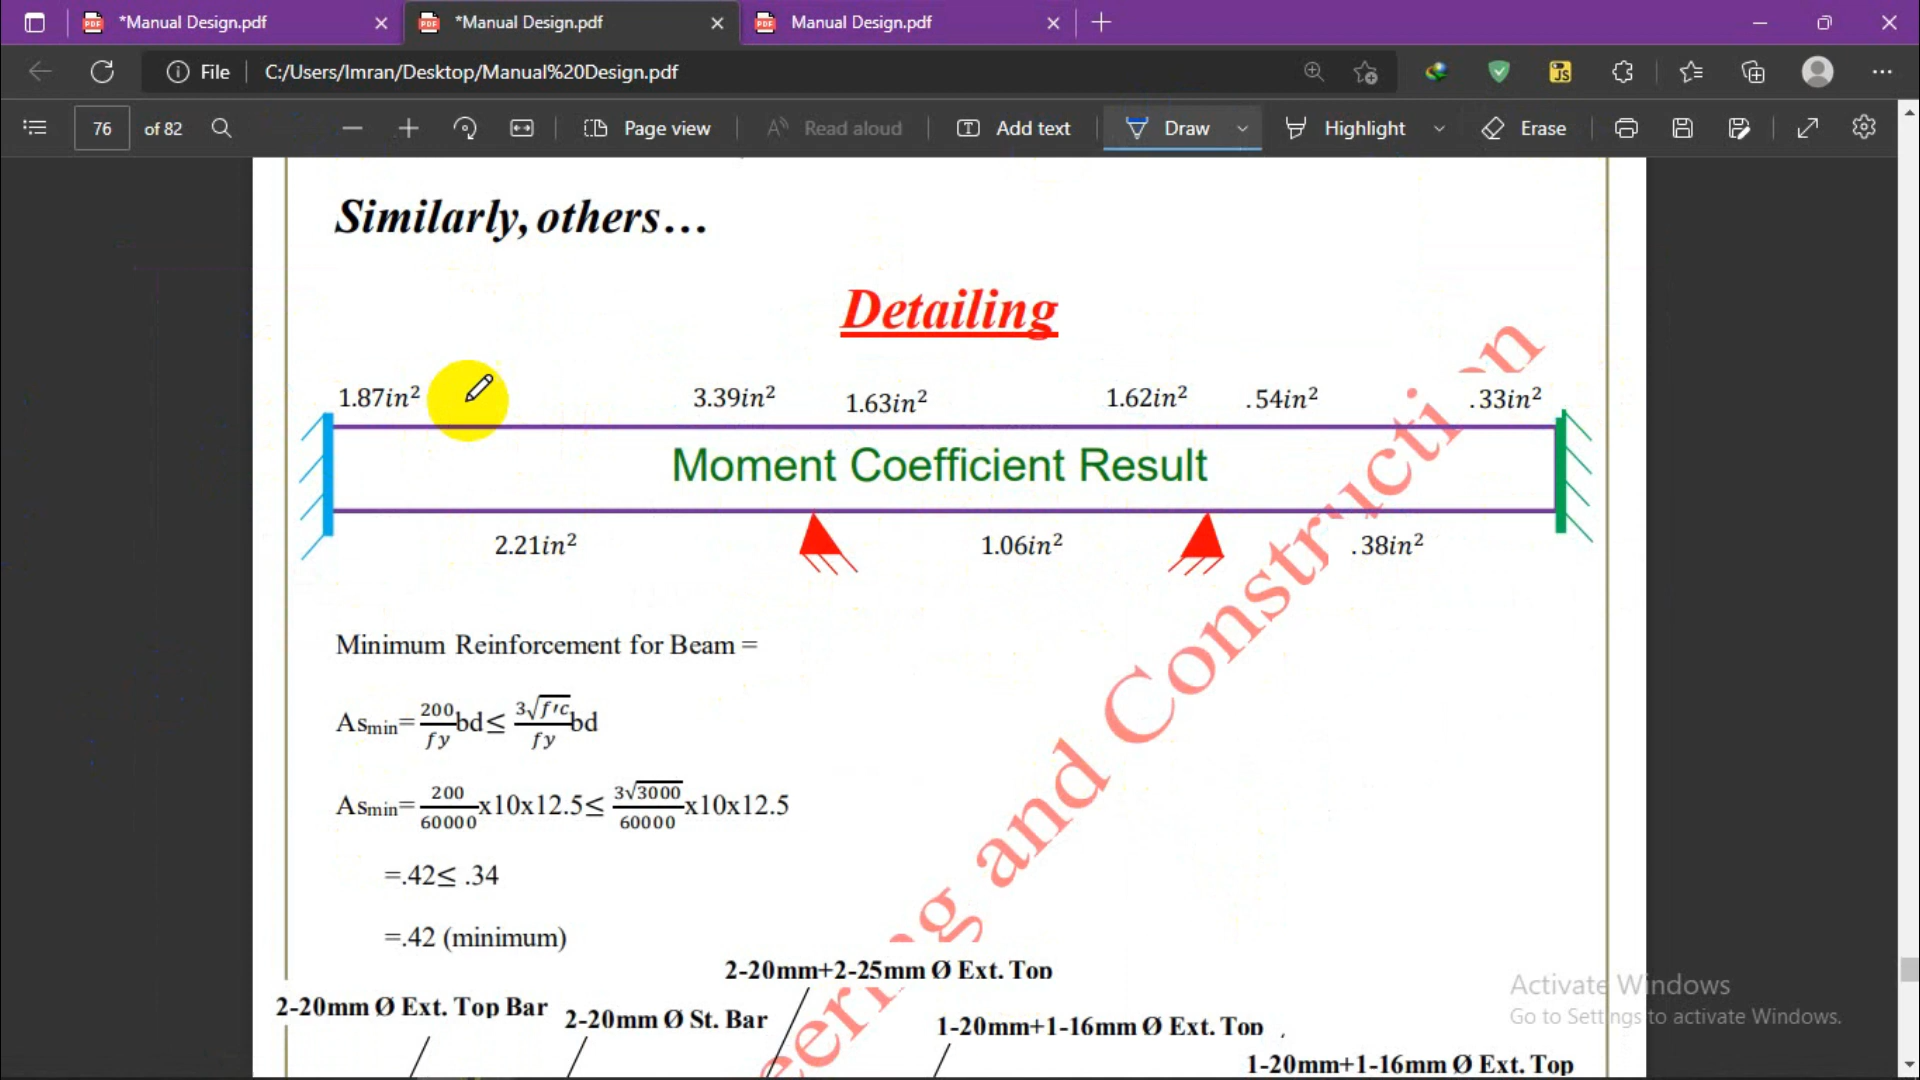 *Manual Design.pdf
*Manual Design.pdf
Manual Design.pdf
File
C:/Users/Imran/Desktop/Manual%20Design.pdf
JS
76 of 82
Page view
Read aloud
Add text
Draw
Highlight
Erase
Similarly, others...
Detailing
1.87in² 3.39in² 1.63in² 1.62in² .54in² .33in²
Moment Coefficient Result
2.21in² 1.06in² .38in²
Minimum Reinforcement for Beam =
Asmin= 200/fy bd≤ 3√f′c/fy bd
Asmin= 200/60000 x10x12.5≤ 3√3000/60000 x10x12.5
=.42≤ .34
=.42 (minimum)
2-20mm+2-25mm Ø Ext. Top
2-20mm Ø Ext. Top Bar
2-20mm Ø St. Bar
1-20mm+1-16mm Ø Ext. Top
1-20mm+1-16mm Ø Ext. Top
and Construction
Activate Windows
Go to Settings to activate Windows.